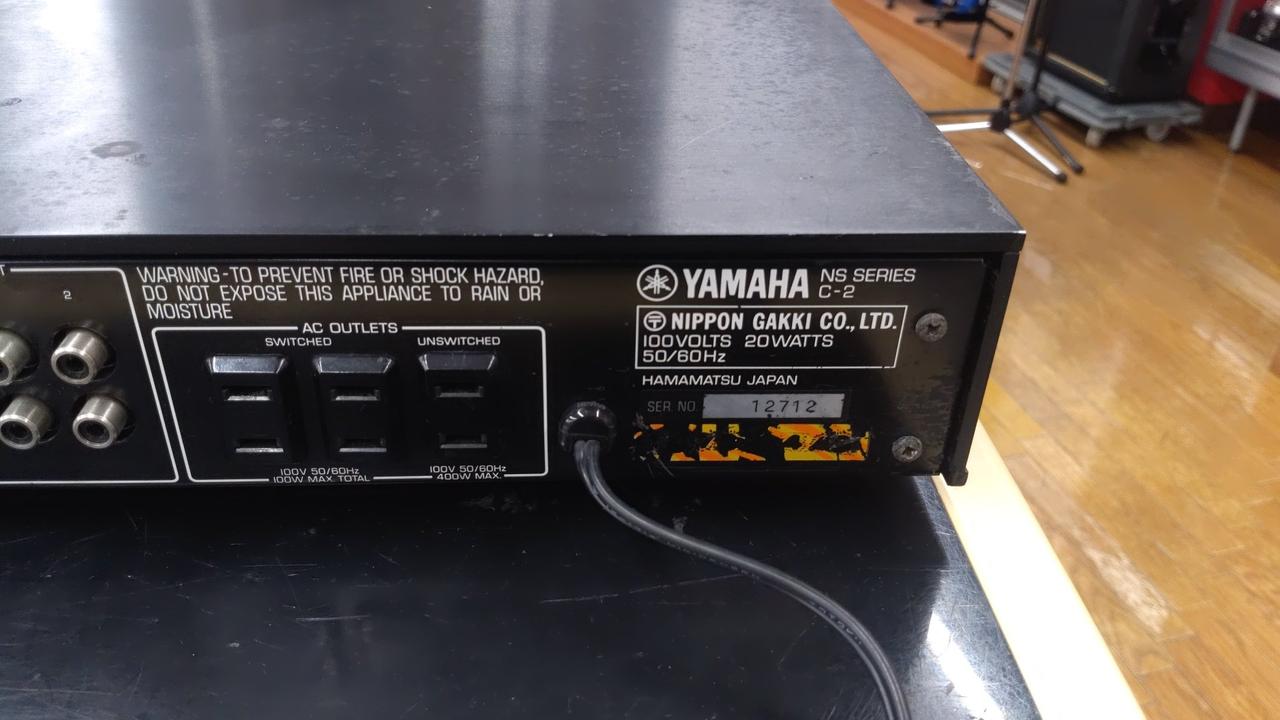 T
2
WARNING-TO PREVENT FIRE OR SHOCK HAZARD,
DO NOT EXPOSE THIS APPLIANCE TO RAIN OR
MOISTURE
AC OUTLETS
SWITCHED
UNSWITCHED
100V 50/60Hz
100W MAX. TOTAL
100V 50/60Hz
400W MAX.
YAMAHA
NS SERIES
C-2
NIPPON GAKKI CO., LTD.
100VOLTS 20WATTS
50/60Hz
HAMAMATSU JAPAN
SER. NO.
12712